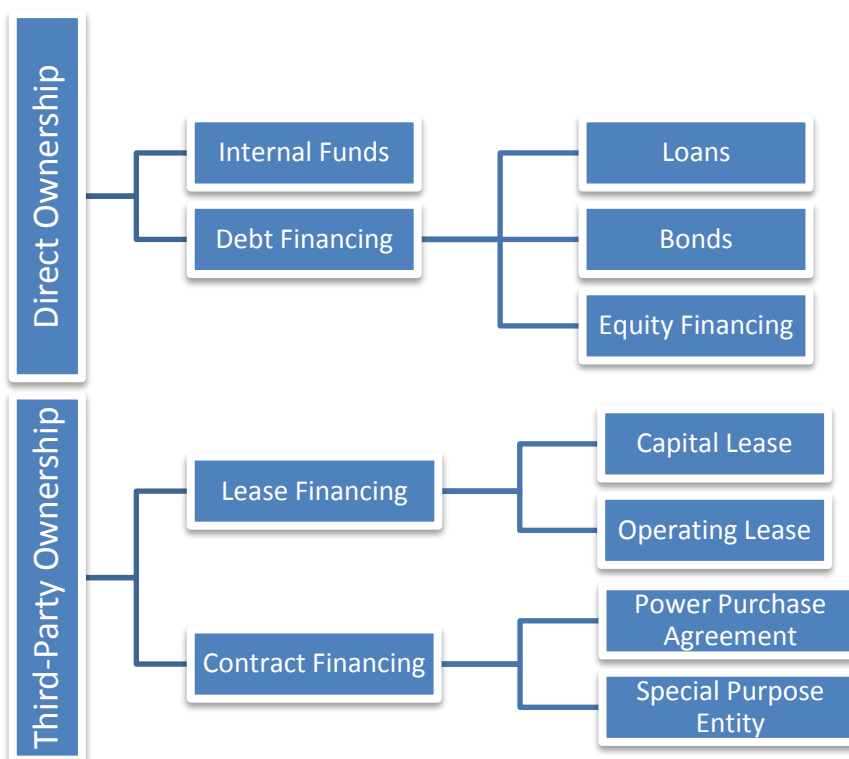 Direct Ownership
Internal Funds
Debt Financing
Loans
Bonds
Equity Financing
Third-Party Ownership
Lease Financing
Capital Lease
Operating Lease
Contract Financing
Power Purchase
Agreement
Special Purpose
Entity